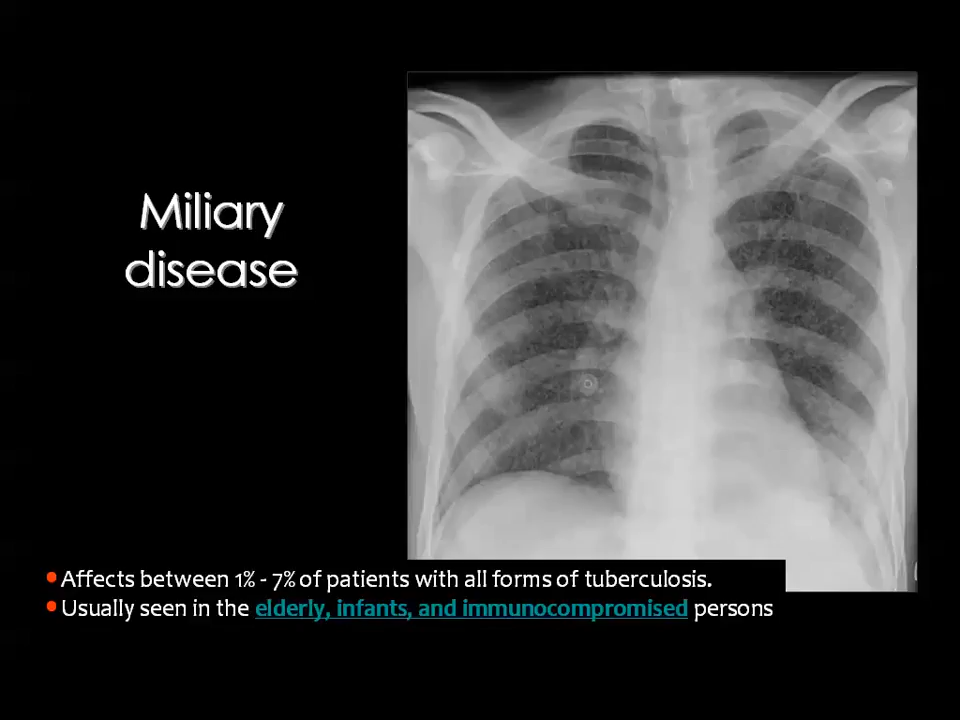 Miliary
disease
•Affects between 1% - 7% of patients with all forms of tuberculosis.
•Usually seen in the elderly, infants, and immunocompromised persons